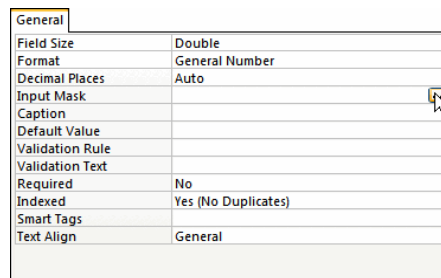 General
Field Size Double
Format General Number
Decimal Places Auto
Input Mask
Caption
Default Value
Validation Rule
Validation Text
Required No
Indexed Yes (No Duplicates)
Smart Tags
Text Align General